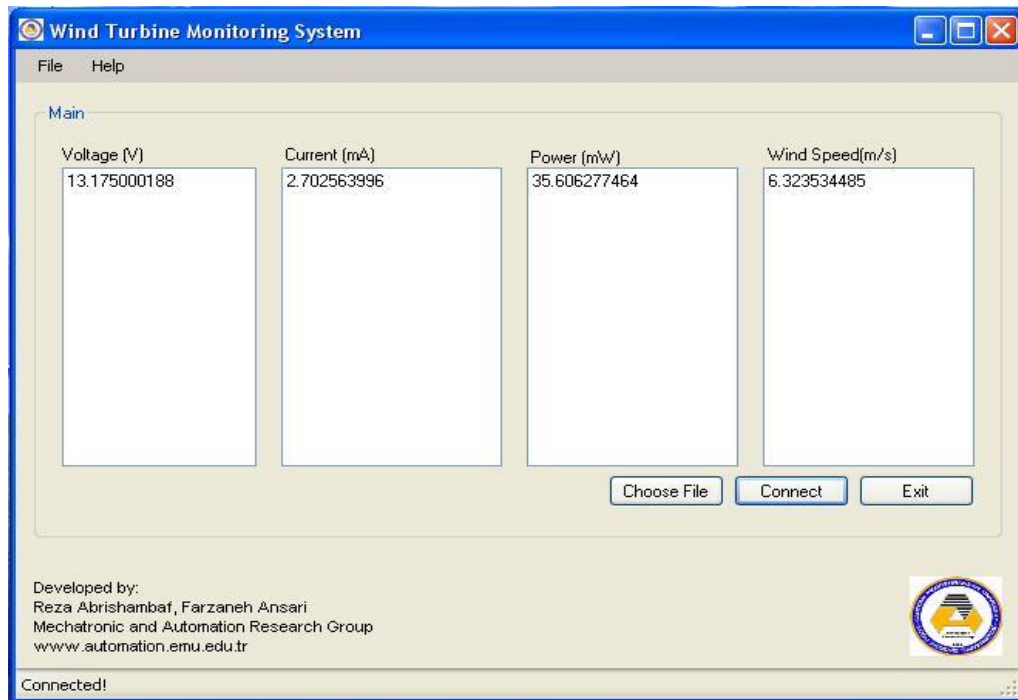 Wind Turbine Monitoring System
File Help
Main
Voltage (V) Current (mA) Power (mW) Wind Speed(m/s)
13.175000188 2.702563996 35.606277464 6.323534485
Choose File Connect Exit
Developed by:
Reza Abrishambaf, Farzaneh Ansari
Mechatronic and Automation Research Group
www.automation.emu.edu.tr
Connected!